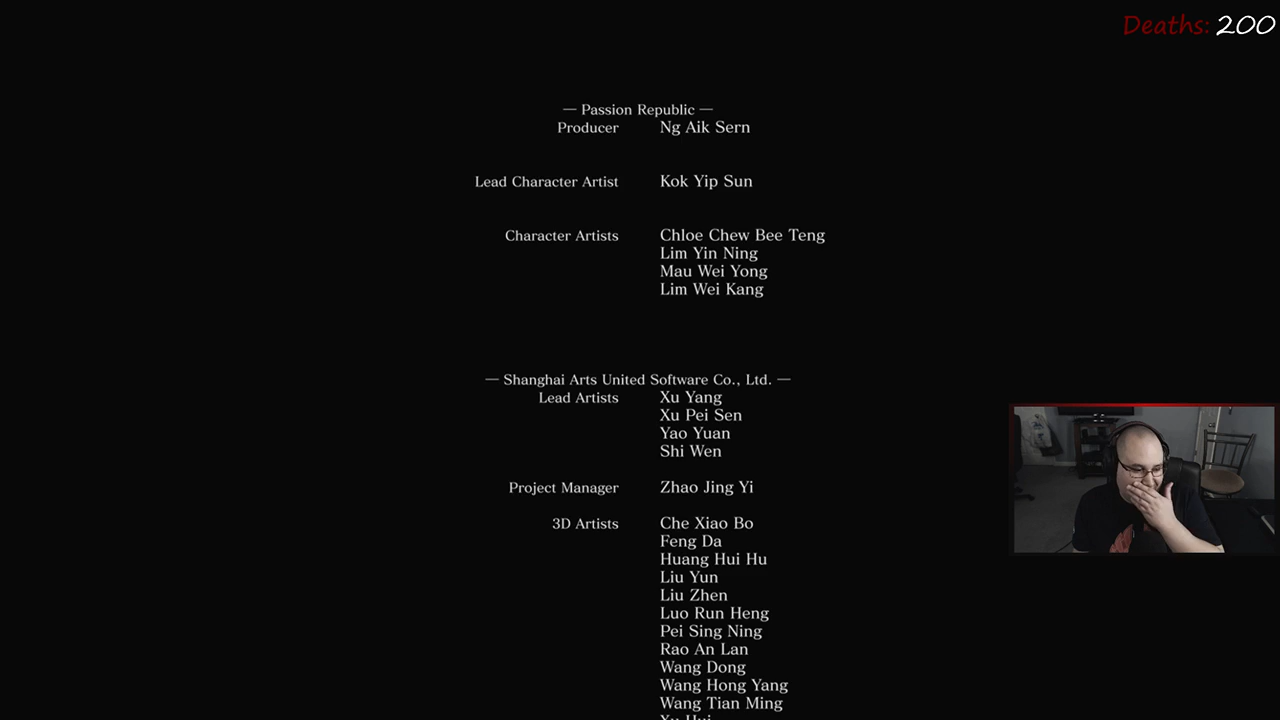 Deaths: 200
— Passion Republic —
Producer Ng Aik Sern
Lead Character Artist Kok Yip Sun
Character Artists Chloe Chew Bee Teng
Lim Yin Ning
Mau Wei Yong
Lim Wei Kang
— Shanghai Arts United Software Co., Ltd. —
Lead Artists Xu Yang
Xu Pei Sen
Yao Yuan
Shi Wen
Project Manager Zhao Jing Yi
3D Artists Che Xiao Bo
Feng Da
Huang Hui Hu
Liu Yun
Liu Zhen
Luo Run Heng
Pei Sing Ning
Rao An Lan
Wang Dong
Wang Hong Yang
Wang Tian Ming